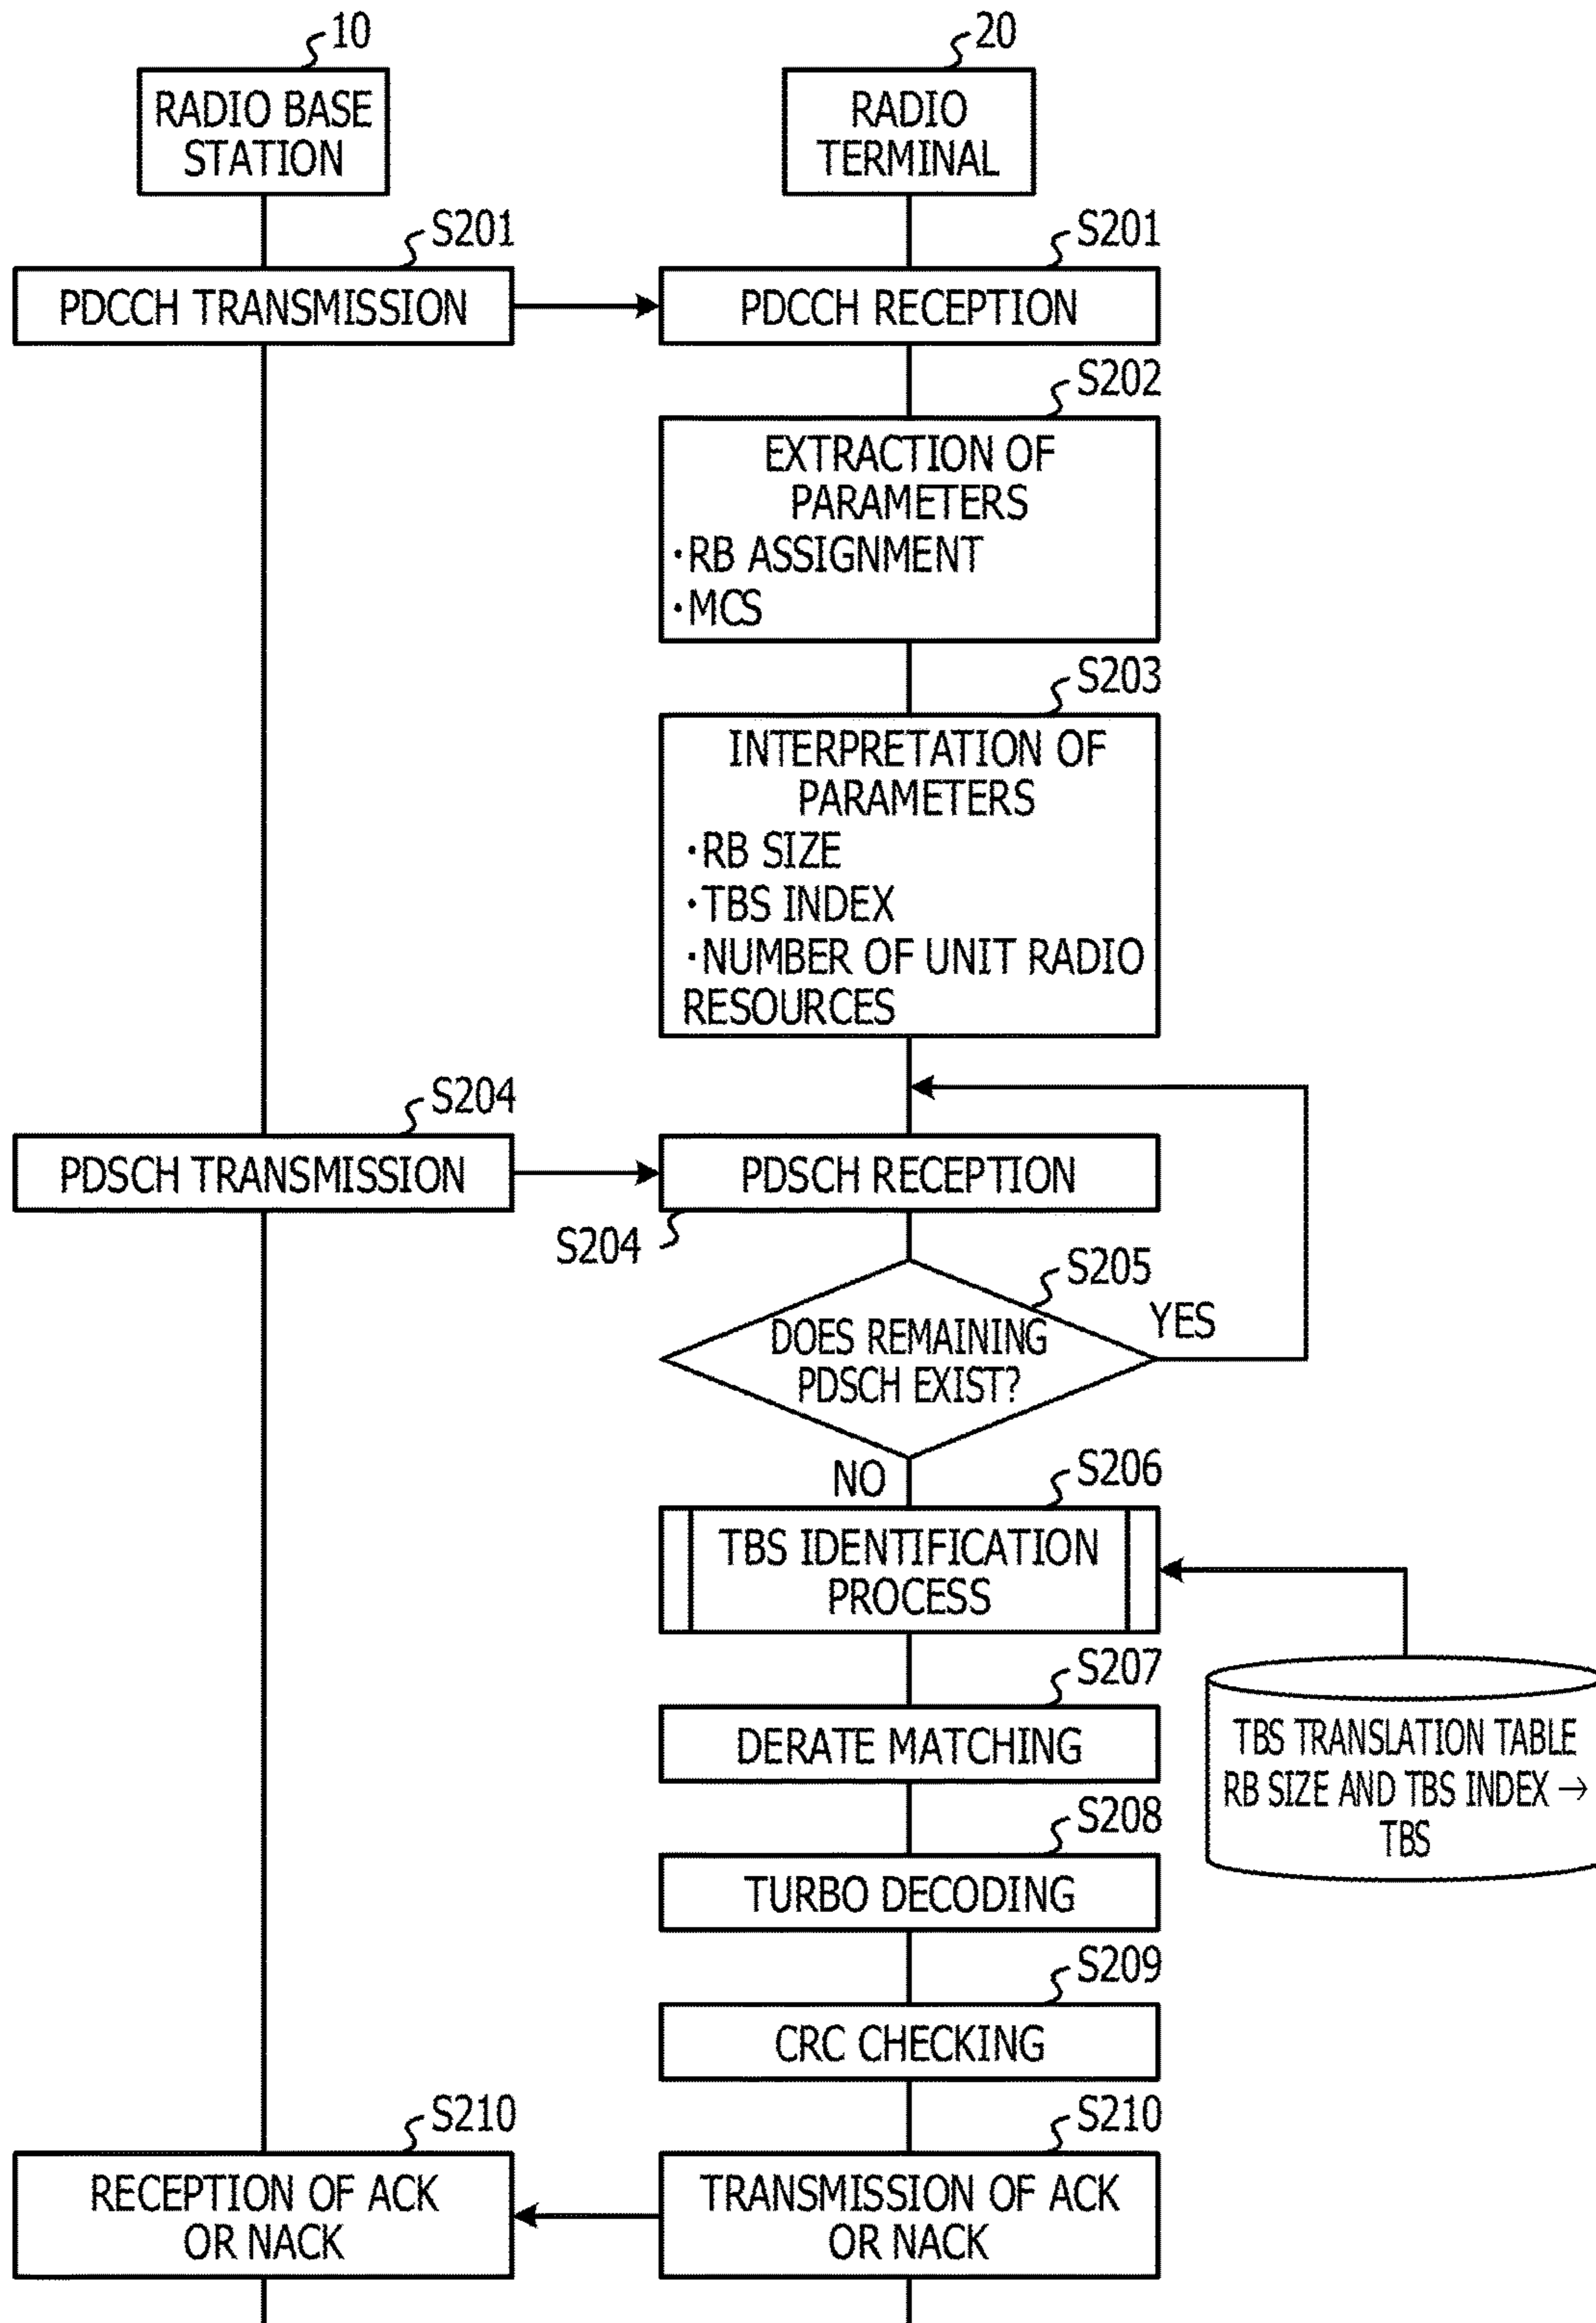 10
20
RADIO BASE
STATION
RADIO
TERMINAL
S201
S201
PDCCH TRANSMISSION
PDCCH RECEPTION
S202
EXTRACTION OF
PARAMETERS
·RB ASSIGNMENT
·MCS
S203
INTERPRETATION OF
PARAMETERS
·RB SIZE
·TBS INDEX
·NUMBER OF UNIT RADIO
RESOURCES
S204
PDSCH TRANSMISSION
PDSCH RECEPTION
S204
S205
YES
DOES REMAINING
PDSCH EXIST?
NO
S206
TBS IDENTIFICATION
PROCESS
S207
DERATE MATCHING
TBS TRANSLATION TABLE
RB SIZE AND TBS INDEX →
TBS
S208
TURBO DECODING
S209
CRC CHECKING
S210
S210
RECEPTION OF ACK
OR NACK
TRANSMISSION OF ACK
OR NACK